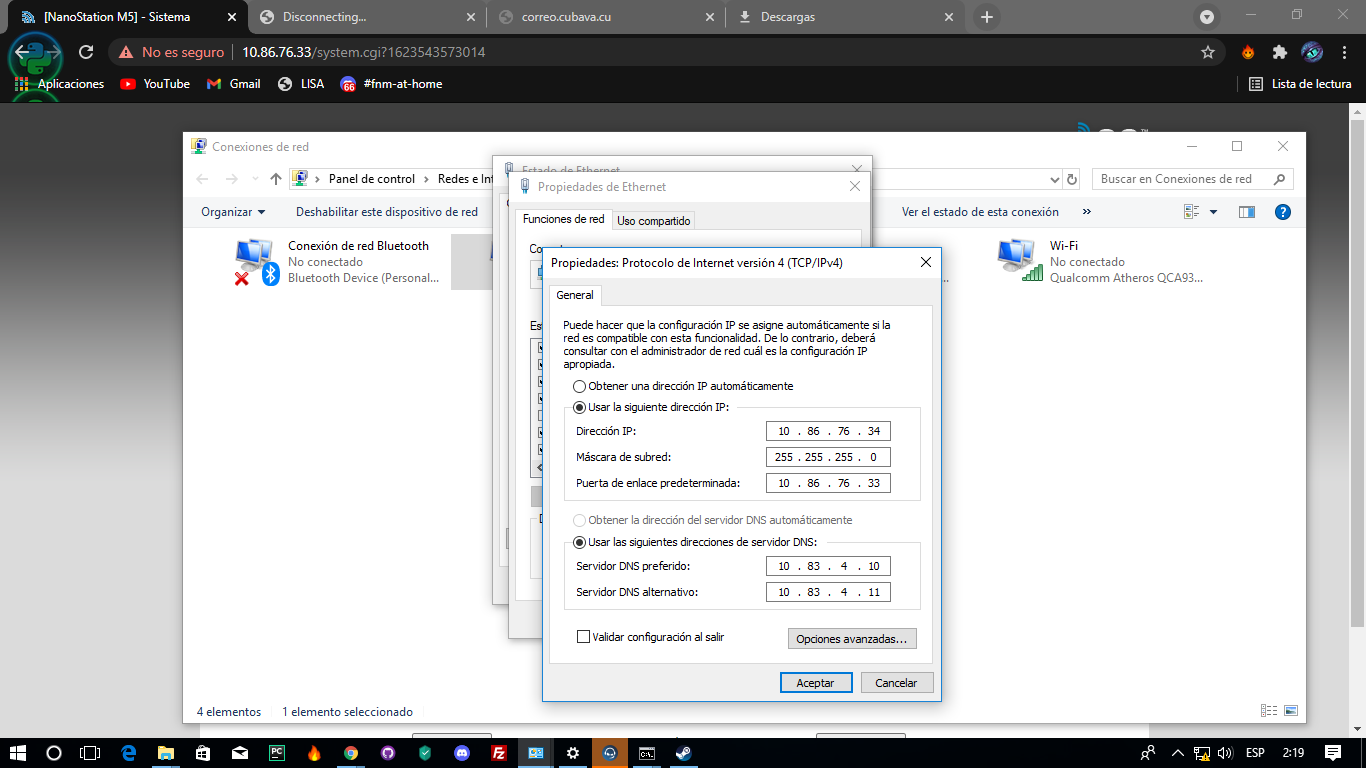 [NanoStation M5] - Sistema
Disconnecting...
correo.cubava.cu
Descargas
No es seguro
10.86.76.33/system.cgi?1623543573014
Aplicaciones
YouTube
Gmail
LISA
#fnm-at-home
Lista de lectura
Conexiones de red
Panel de control
Redes e Int
Buscar en Conexiones de red
Organizar
Deshabilitar este dispositivo de red
Ver el estado de esta conexión
»
Conexión de red Bluetooth
No conectado
Bluetooth Device (Personal...
Wi-Fi
No conectado
Qualcomm Atheros QCA93...
Estado de Ethernet
Propiedades de Ethernet
Funciones de red
Uso compartido
Propiedades: Protocolo de Internet versión 4 (TCP/IPv4)
General
Puede hacer que la configuración IP se asigne automáticamente si la
red es compatible con esta funcionalidad. De lo contrario, deberá
consultar con el administrador de red cuál es la configuración IP
apropiada.
Obtener una dirección IP automáticamente
Usar la siguiente dirección IP:
Dirección IP: 10 . 86 . 76 . 34
Máscara de subred: 255 . 255 . 255 . 0
Puerta de enlace predeterminada: 10 . 86 . 76 . 33
Obtener la dirección del servidor DNS automáticamente
Usar las siguientes direcciones de servidor DNS:
Servidor DNS preferido: 10 . 83 . 4 . 10
Servidor DNS alternativo: 10 . 83 . 4 . 11
Validar configuración al salir
Opciones avanzadas...
Aceptar
Cancelar
4 elementos
1 elemento seleccionado
ESP
2:19